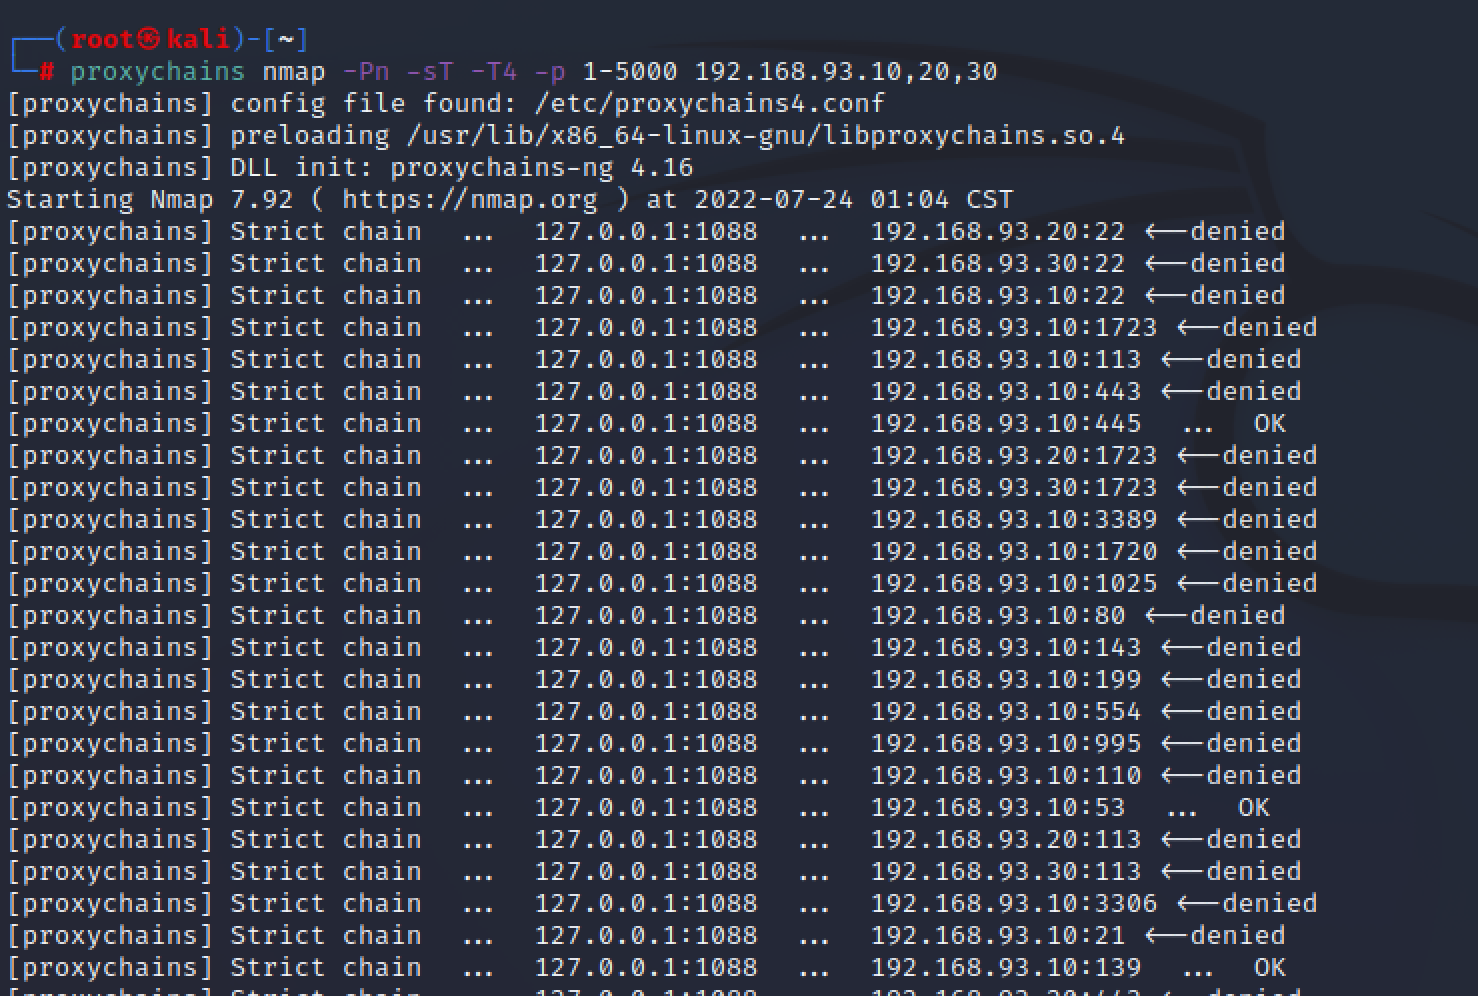 ┌──(root㉿kali)-[~]
└─# proxychains nmap -Pn -sT -T4 -p 1-5000 192.168.93.10,20,30
[proxychains] config file found: /etc/proxychains4.conf
[proxychains] preloading /usr/lib/x86_64-linux-gnu/libproxychains.so.4
[proxychains] DLL init: proxychains-ng 4.16
Starting Nmap 7.92 ( https://nmap.org ) at 2022-07-24 01:04 CST
[proxychains] Strict chain  ...  127.0.0.1:1088  ...  192.168.93.20:22 <--denied
[proxychains] Strict chain  ...  127.0.0.1:1088  ...  192.168.93.30:22 <--denied
[proxychains] Strict chain  ...  127.0.0.1:1088  ...  192.168.93.10:22 <--denied
[proxychains] Strict chain  ...  127.0.0.1:1088  ...  192.168.93.10:1723 <--denied
[proxychains] Strict chain  ...  127.0.0.1:1088  ...  192.168.93.10:113 <--denied
[proxychains] Strict chain  ...  127.0.0.1:1088  ...  192.168.93.10:443 <--denied
[proxychains] Strict chain  ...  127.0.0.1:1088  ...  192.168.93.10:445  ...  OK
[proxychains] Strict chain  ...  127.0.0.1:1088  ...  192.168.93.20:1723 <--denied
[proxychains] Strict chain  ...  127.0.0.1:1088  ...  192.168.93.30:1723 <--denied
[proxychains] Strict chain  ...  127.0.0.1:1088  ...  192.168.93.10:3389 <--denied
[proxychains] Strict chain  ...  127.0.0.1:1088  ...  192.168.93.10:1720 <--denied
[proxychains] Strict chain  ...  127.0.0.1:1088  ...  192.168.93.10:1025 <--denied
[proxychains] Strict chain  ...  127.0.0.1:1088  ...  192.168.93.10:80 <--denied
[proxychains] Strict chain  ...  127.0.0.1:1088  ...  192.168.93.10:143 <--denied
[proxychains] Strict chain  ...  127.0.0.1:1088  ...  192.168.93.10:199 <--denied
[proxychains] Strict chain  ...  127.0.0.1:1088  ...  192.168.93.10:554 <--denied
[proxychains] Strict chain  ...  127.0.0.1:1088  ...  192.168.93.10:995 <--denied
[proxychains] Strict chain  ...  127.0.0.1:1088  ...  192.168.93.10:110 <--denied
[proxychains] Strict chain  ...  127.0.0.1:1088  ...  192.168.93.10:53  ...  OK
[proxychains] Strict chain  ...  127.0.0.1:1088  ...  192.168.93.20:113 <--denied
[proxychains] Strict chain  ...  127.0.0.1:1088  ...  192.168.93.30:113 <--denied
[proxychains] Strict chain  ...  127.0.0.1:1088  ...  192.168.93.10:3306 <--denied
[proxychains] Strict chain  ...  127.0.0.1:1088  ...  192.168.93.10:21 <--denied
[proxychains] Strict chain  ...  127.0.0.1:1088  ...  192.168.93.10:139  ...  OK